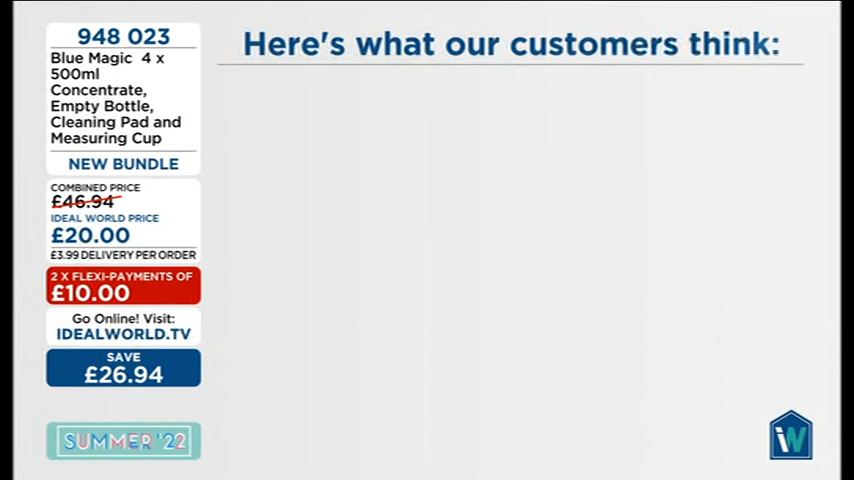 948 023
Blue Magic 4 x
500ml
Concentrate,
Empty Bottle,
Cleaning Pad and
Measuring Cup
NEW BUNDLE
COMBINED PRICE
£46.94
IDEAL WORLD PRICE
£20.00
£3.99 DELIVERY PER ORDER
2 X FLEXI-PAYMENTS OF
£10.00
Go Online! Visit:
IDEALWORLD.TV
SAVE
£26.94
SUMMER '22
Here's what our customers think:
iW